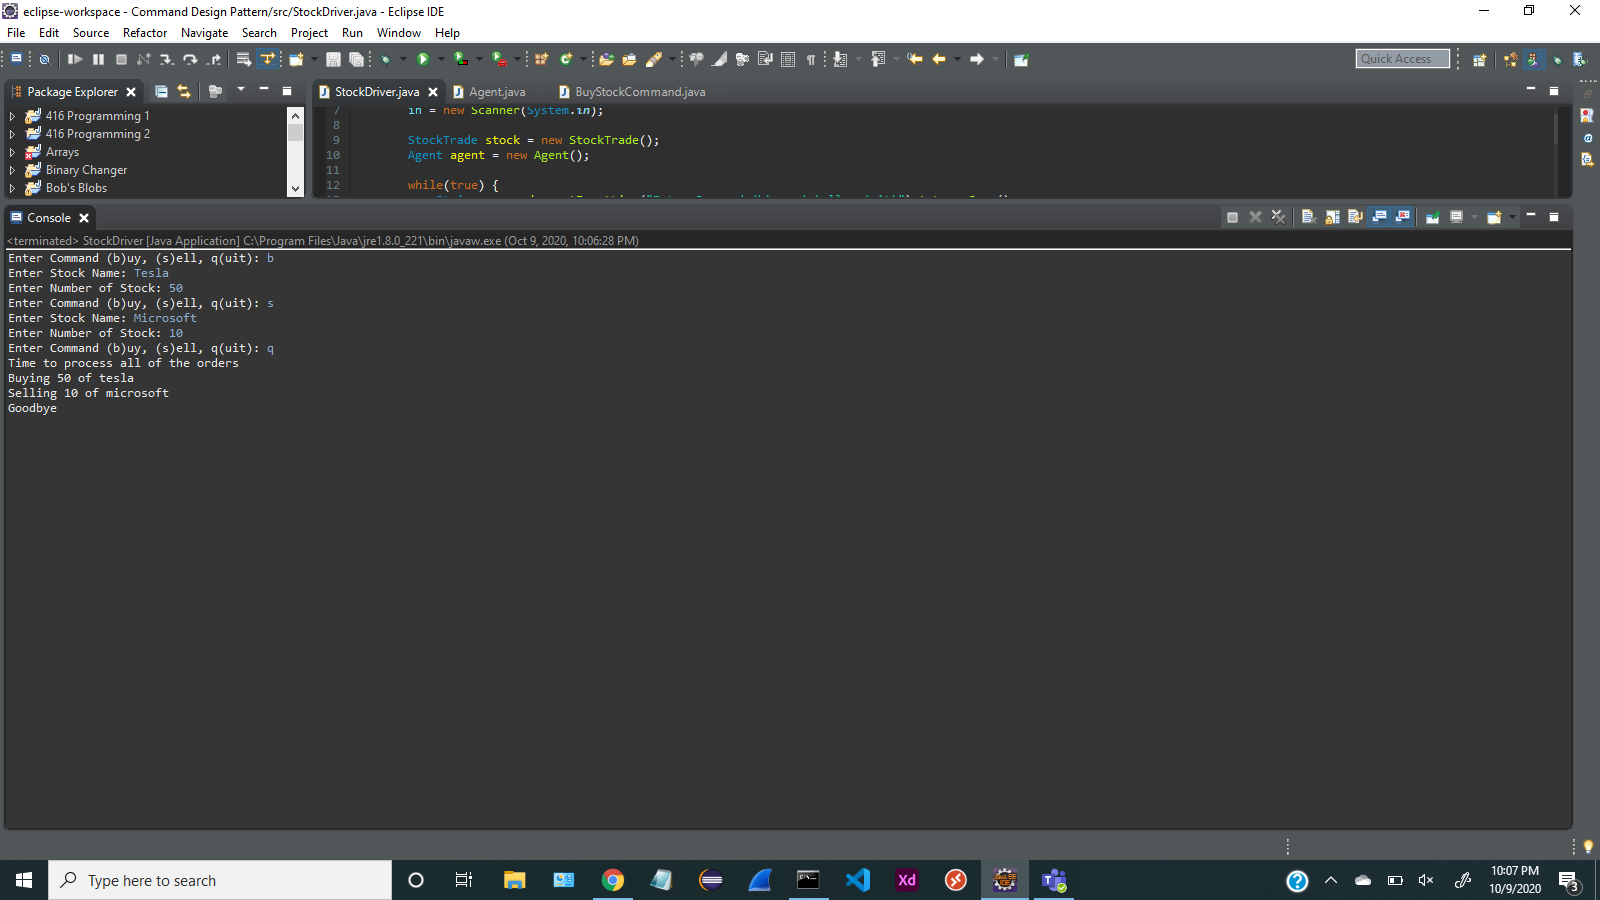 eclipse-workspace - Command Design Pattern/src/StockDriver.java - Eclipse IDE
File Edit Source Refactor Navigate Search Project Run Window Help
Quick Access
Package Explorer
StockDriver.java
Agent.java
BuyStockCommand.java
416 Programming 1
416 Programming 2
Arrays
Binary Changer
Bob's Blobs
7 in = new Scanner(System.in);
8
9 StockTrade stock = new StockTrade();
10 Agent agent = new Agent();
11
12 while(true) {
Console
<terminated> StockDriver [Java Application] C:\Program Files\Java\jre1.8.0_221\bin\javaw.exe (Oct 9, 2020, 10:06:28 PM)
Enter Command (b)uy, (s)ell, q(uit): b
Enter Stock Name: Tesla
Enter Number of Stock: 50
Enter Command (b)uy, (s)ell, q(uit): s
Enter Stock Name: Microsoft
Enter Number of Stock: 10
Enter Command (b)uy, (s)ell, q(uit): q
Time to process all of the orders
Buying 50 of tesla
Selling 10 of microsoft
Goodbye
Type here to search
Xd
10:07 PM
10/9/2020
3